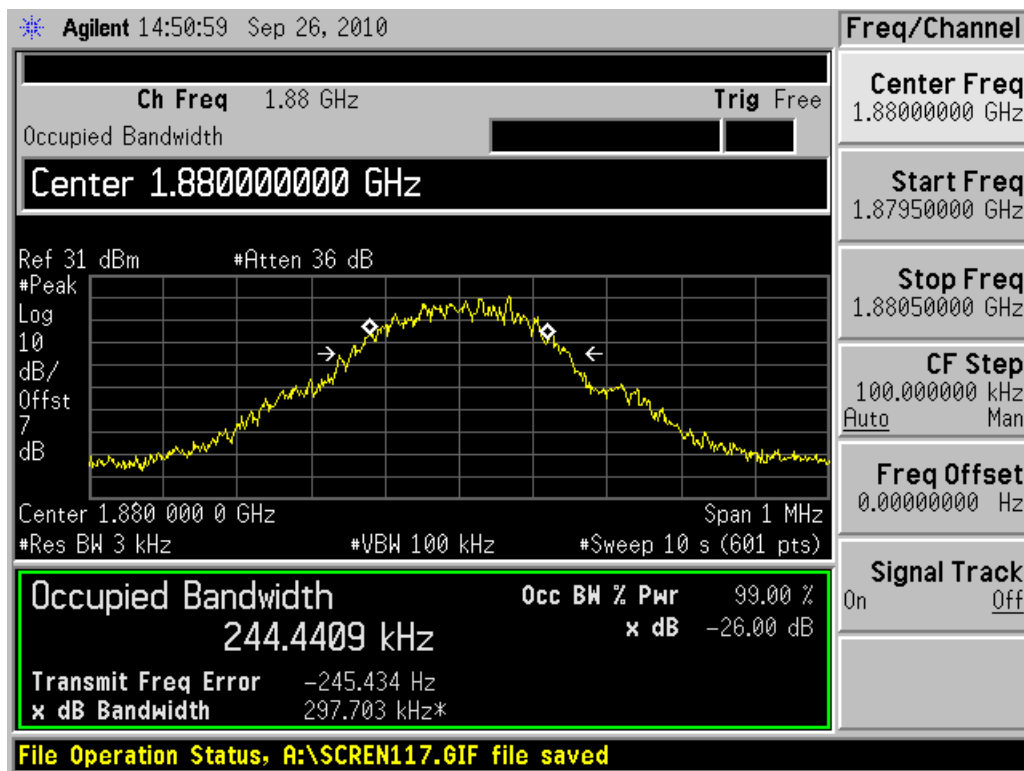 Agilent 14:50:59 Sep 26, 2010
Freq/Channel
Ch Freq 1.88 GHz Trig Free
Occupied Bandwidth
Center 1.880000000 GHz
Ref 31 dBm #Atten 36 dB
#Peak
Log
10
dB/
Offst
7
dB
Center 1.880 000 0 GHz Span 1 MHz
#Res BW 3 kHz #VBW 100 kHz #Sweep 10 s (601 pts)
Occupied Bandwidth Occ BW % Pwr 99.00 %
244.4409 kHz x dB -26.00 dB
Transmit Freq Error -245.434 Hz
x dB Bandwidth 297.703 kHz*
Center Freq
1.88000000 GHz
Start Freq
1.87950000 GHz
Stop Freq
1.88050000 GHz
CF Step
100.000000 kHz
Auto Man
Freq Offset
0.00000000 Hz
Signal Track
On Off
File Operation Status, A:\SCREN117.GIF file saved